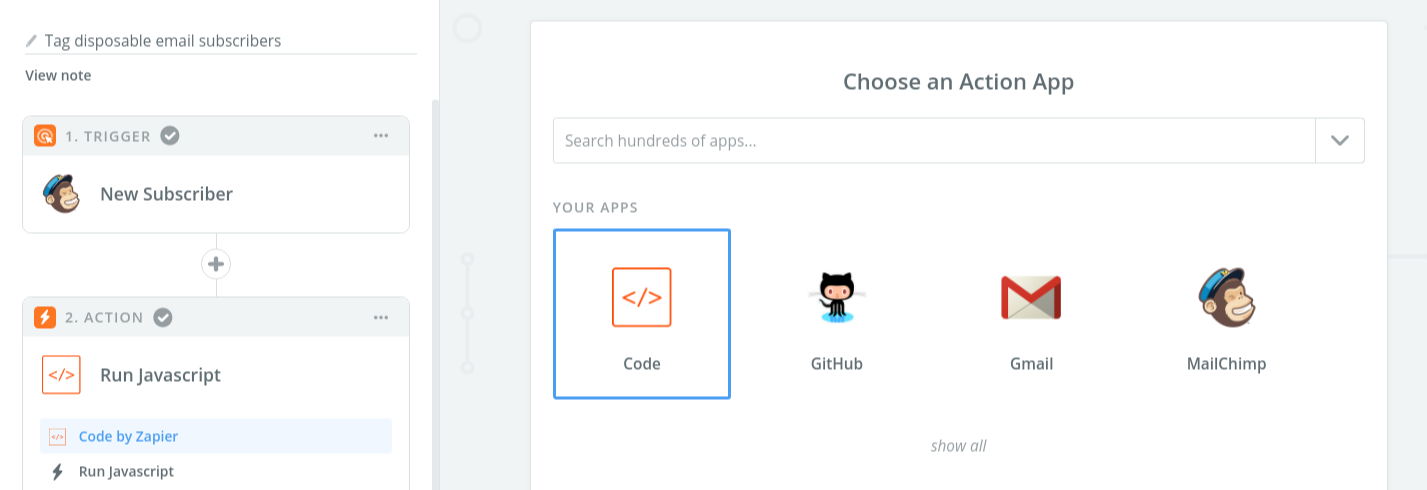 Tag disposable email subscribers
View note
1. TRIGGER
New Subscriber
2. ACTION
</> Run Javascript
</> Code by Zapier
Run Javascript
Choose an Action App
Search hundreds of apps...
YOUR APPS
</>
Code GitHub Gmail MailChimp
show all